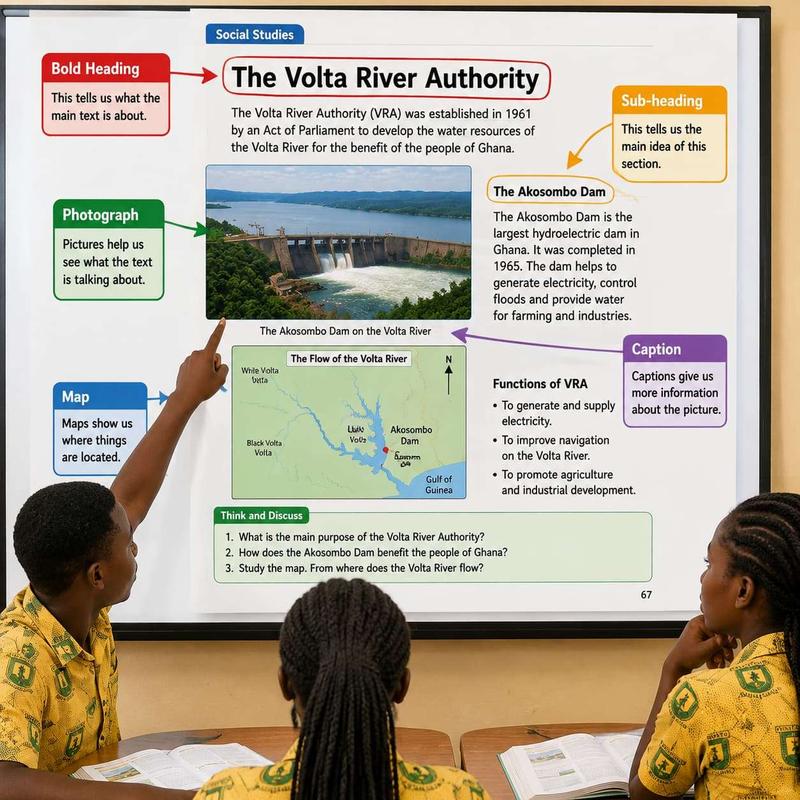 Social Studies
Bold Heading
This tells us what the
main text is about.
The Volta River Authority
The Volta River Authority (VRA) was established in 1961
by an Act of Parliament to develop the water resources of
the Volta River for the benefit of the people of Ghana.
Sub-heading
This tells us the
main idea of this
section.
Photograph
Pictures help us
see what the text
is talking about.
The Akosombo Dam
The Akosombo Dam is the
largest hydroelectric dam in
Ghana. It was completed in
1965. The dam helps to
generate electricity, control
floods and provide water
for farming and industries.
The Akosombo Dam on the Volta River
Caption
Captions give us
more information
about the picture.
Map
Maps show us
where things
are located.
The Flow of the Volta River
N
White Volta
Black Volta
Volta
Akosombo
Dam
Gulf of
Guinea
Functions of VRA
• To generate and supply
electricity.
• To improve navigation
on the Volta River.
• To promote agriculture
and industrial development.
Think and Discuss
1. What is the main purpose of the Volta River Authority?
2. How does the Akosombo Dam benefit the people of Ghana?
3. Study the map. From where does the Volta River flow?
67